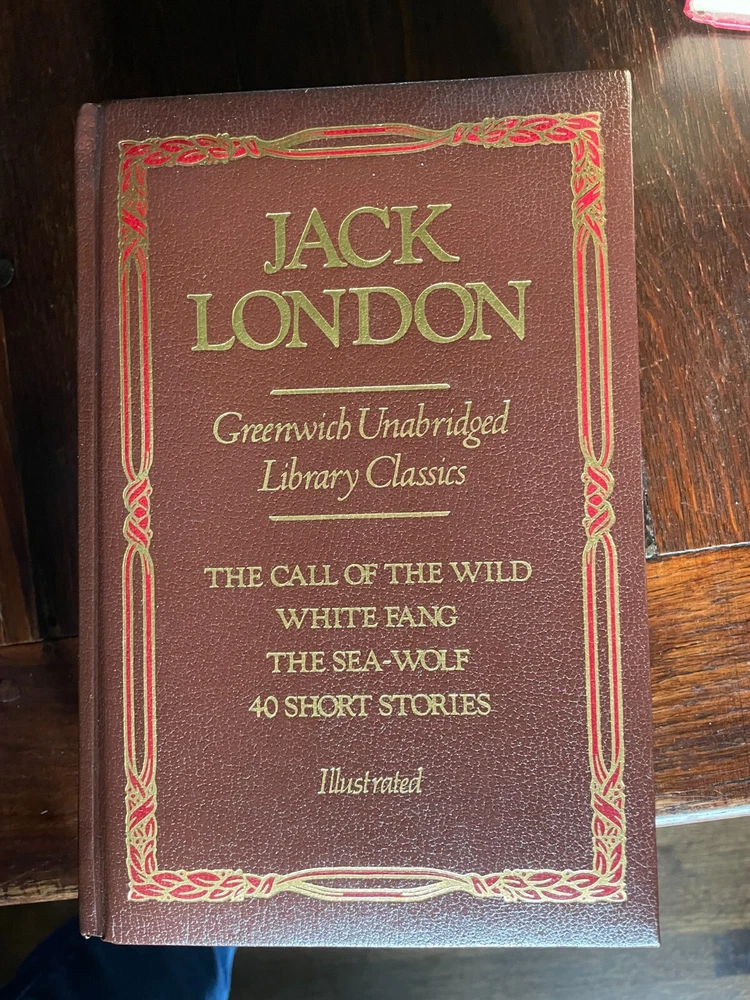 JACK
LONDON
Greenwich Unabridged
Library Classics
THE CALL OF THE WILD
WHITE FANG
THE SEA-WOLF
40 SHORT STORIES
Illustrated